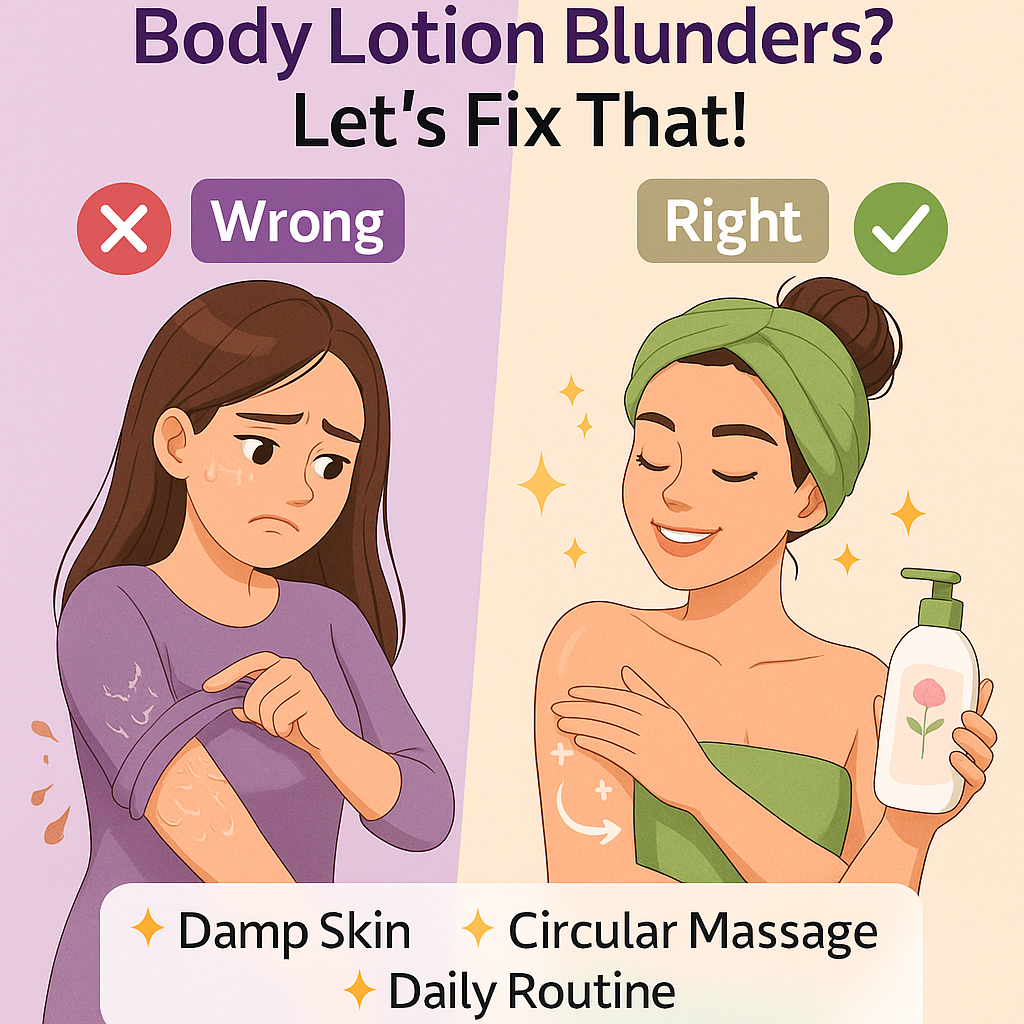 Body Lotion Blunders?
Let's Fix That!
Wrong
Right
Damp Skin
Circular Massage
Daily Routine